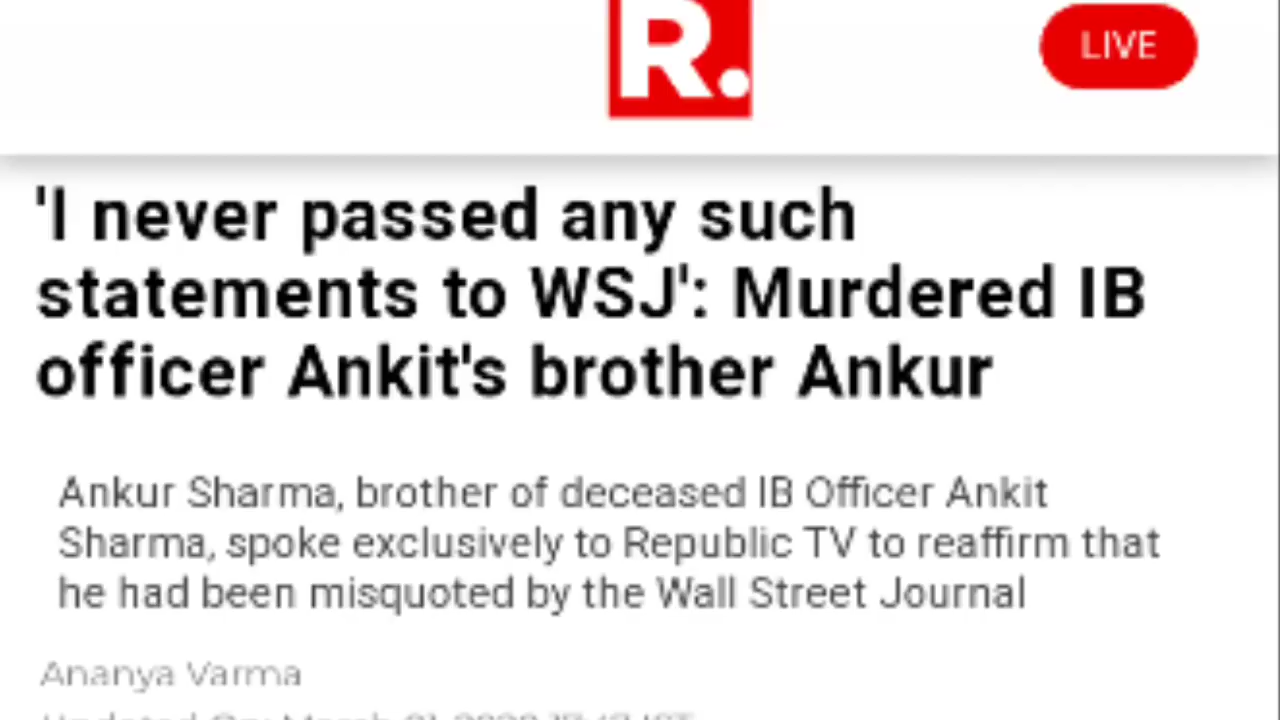 R.
LIVE
'I never passed any such
statements to WSJ': Murdered IB
officer Ankit's brother Ankur
Ankur Sharma, brother of deceased IB Officer Ankit
Sharma, spoke exclusively to Republic TV to reaffirm that
he had been misquoted by the Wall Street Journal
Ananya Varma